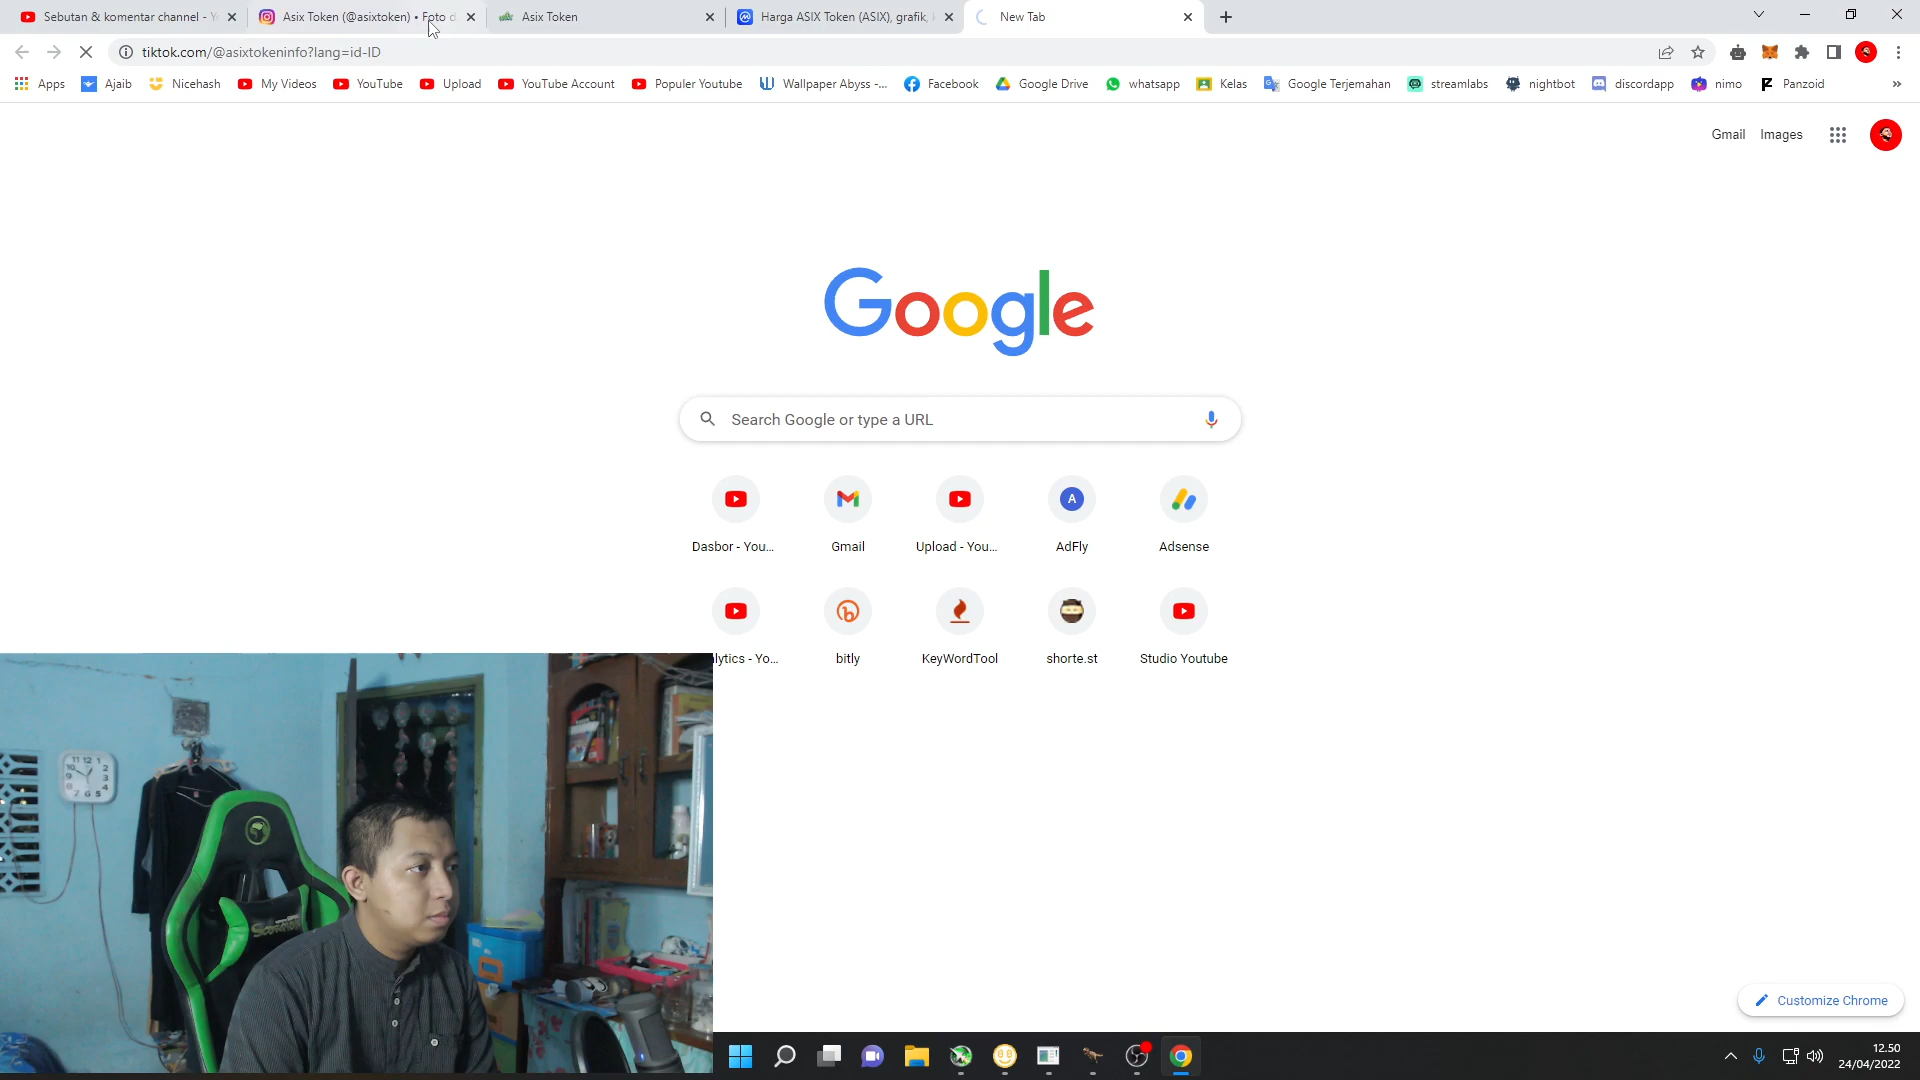 Sebutan & komentar channel - Y
Asix Token (@asixtoken) • Foto d
Asix Token
Harga ASIX Token (ASIX), grafik,
New Tab
tiktok.com/@asixtokeninfo?lang=id-ID
Apps
Ajaib
Nicehash
My Videos
YouTube
Upload
YouTube Account
Populer Youtube
Wallpaper Abyss -...
Facebook
Google Drive
whatsapp
Kelas
Google Terjemahan
streamlabs
nightbot
discordapp
nimo
Panzoid
»
Gmail
Images
Google
Search Google or type a URL
Dasbor - You...
Gmail
Upload - You...
A
AdFly
Adsense
lytics - Yo...
bitly
KeyWordTool
shorte.st
Studio Youtube
Customize Chrome
12.50
24/04/2022